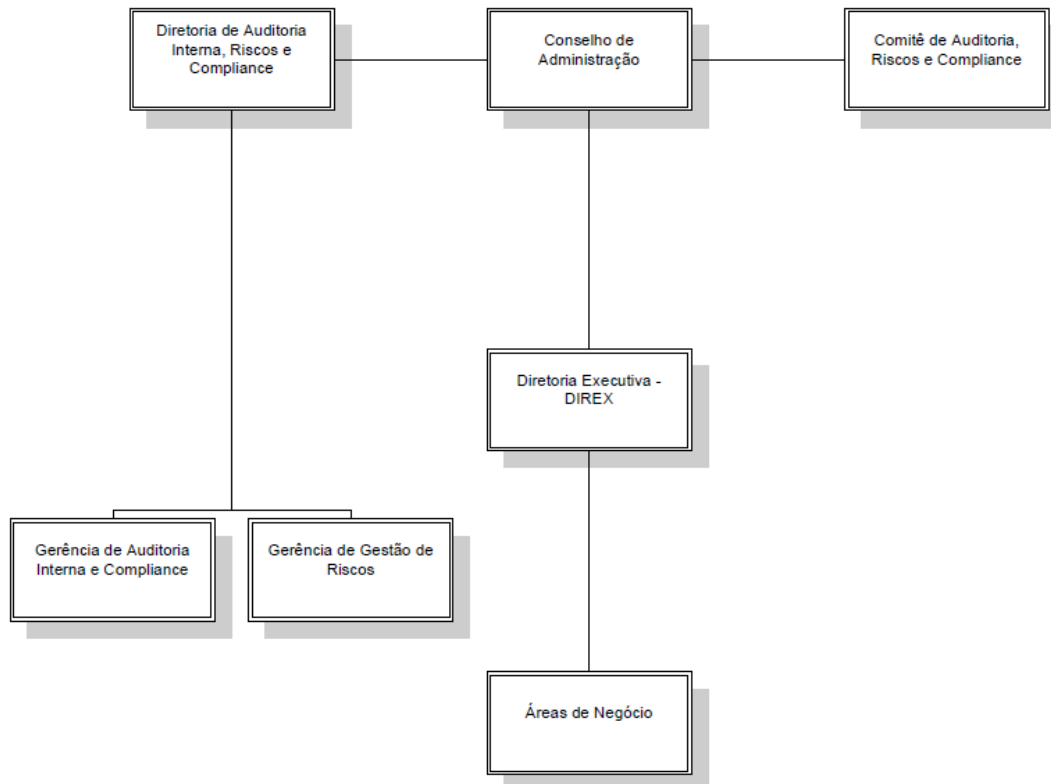 Diretoria de Auditoria
Interna, Riscos e
Compliance
Conselho de
Administração
Comitê de Auditoria,
Riscos e Compliance
Diretoria Executiva -
DIREX
Gerência de Auditoria
Interna e Compliance
Gerência de Gestão de
Riscos
Áreas de Negócio